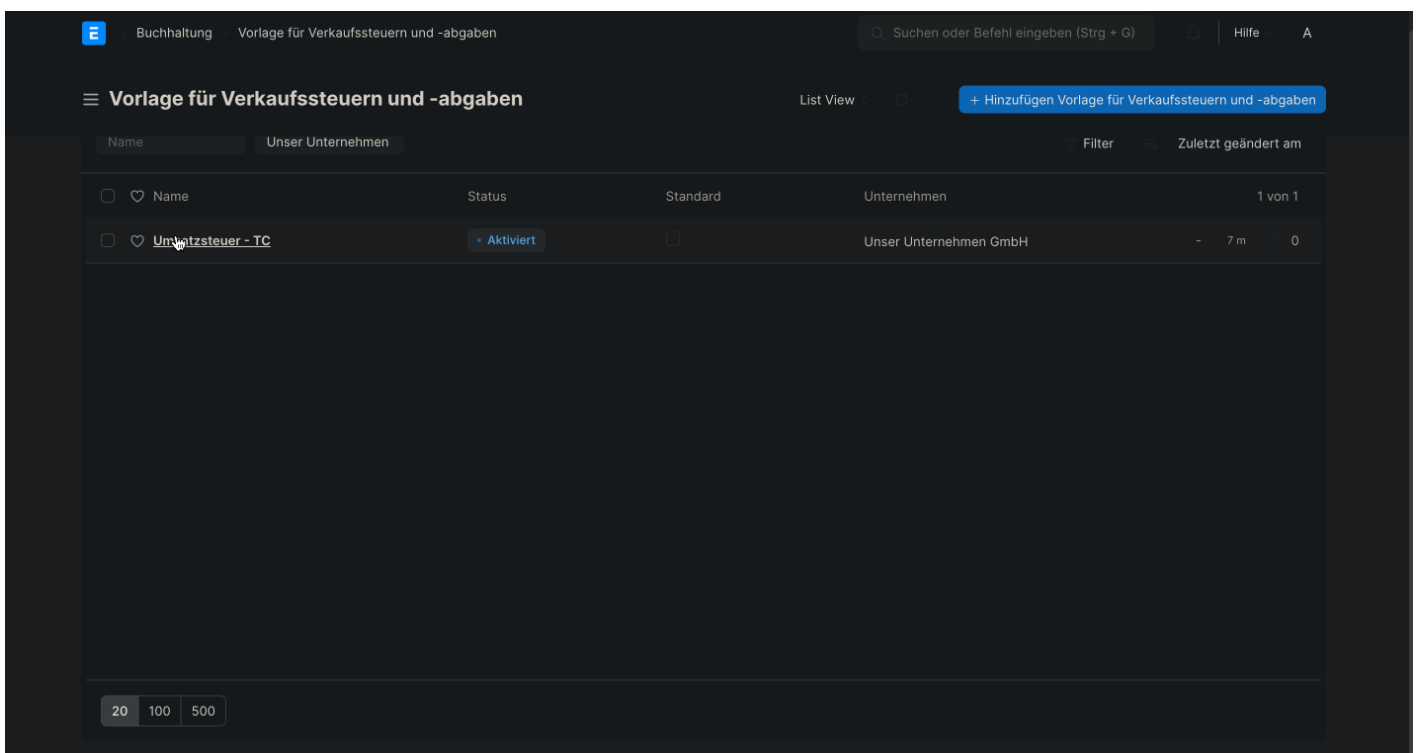 E Buchhaltung Vorlage für Verkaufssteuern und -abgaben Suchen oder Befehl eingeben (Strg + G) Hilfe A
Vorlage für Verkaufssteuern und -abgaben List View + Hinzufügen Vorlage für Verkaufssteuern und -abgaben
Name Unser Unternehmen Filter Zuletzt geändert am
Name Status Standard Unternehmen 1 von 1
Umsatzsteuer - TC Aktiviert Unser Unternehmen GmbH - 7 m 0
20 100 500